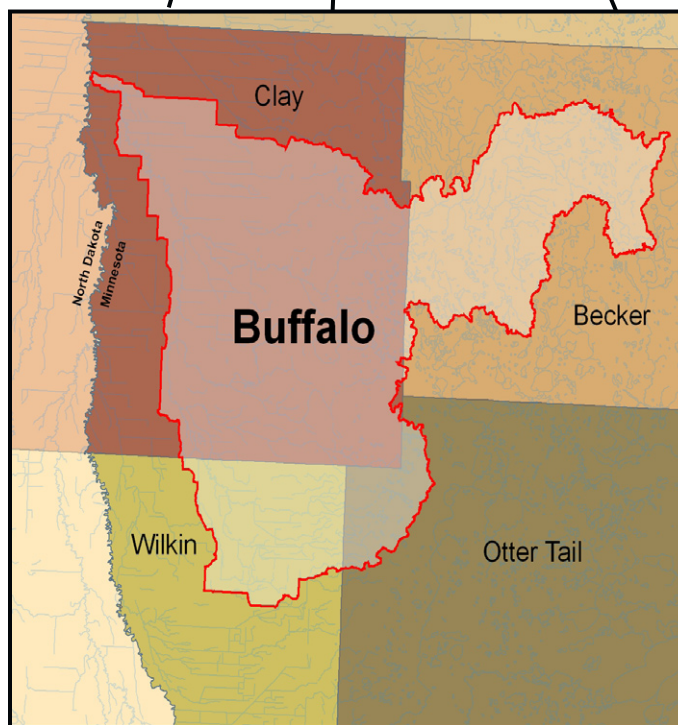 Clay
North Dakota
Minnesota
Buffalo
Becker
Wilkin
Otter Tail